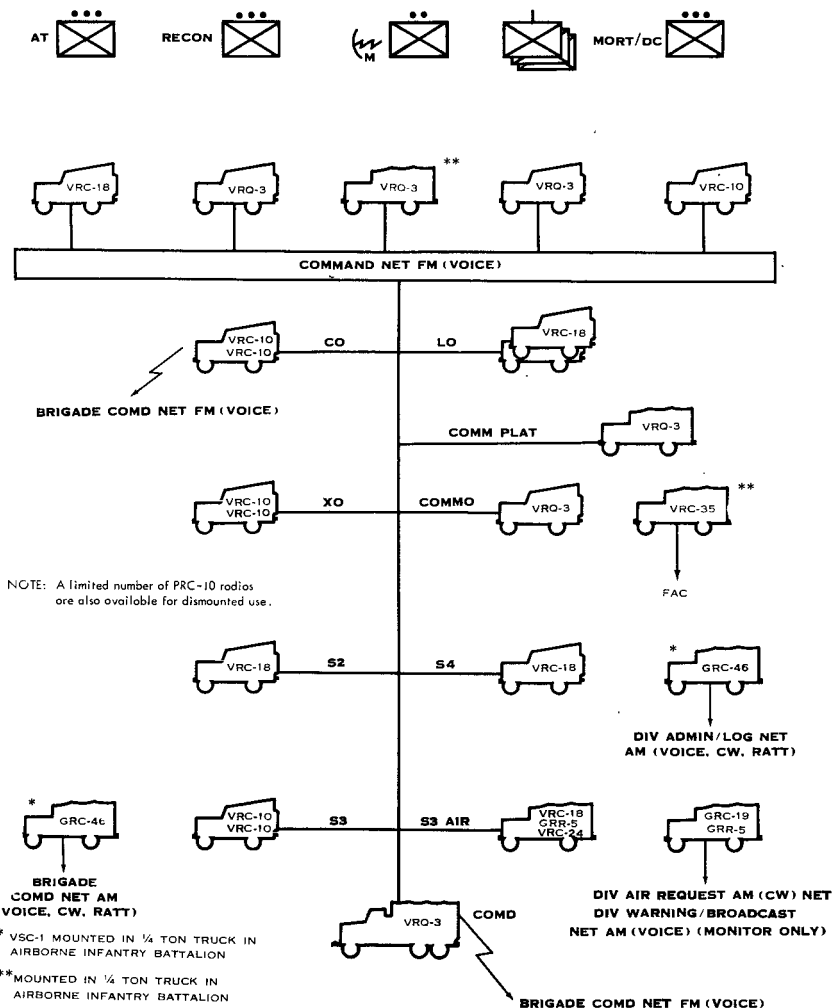 AT
RECON
M
MORT/DC
VRC-18
VRQ-3
VRQ-3
**
VRQ-3
VRC-10
COMMAND NET FM (VOICE)
VRC-10
VRC-10
CO
LO
VRC-18
BRIGADE COMD NET FM (VOICE)
COMM PLAT
VRQ-3
VRC-10
VRC-10
XO
COMMO
VRQ-3
VRC-35
**
FAC
NOTE: A limited number of PRC-10 radios
are also available for dismounted use.
VRC-18
S2
S4
VRC-18
*
GRC-46
DIV ADMIN/LOG NET
AM (VOICE, CW, RATT)
*
GRC-46
BRIGADE
COMD NET AM
(VOICE, CW, RATT)
VRC-10
VRC-10
S3
S3 AIR
VRC-18
GRR-5
VRC-24
GRC-19
GRR-5
DIV AIR REQUEST AM (CW) NET
DIV WARNING/BROADCAST
NET AM (VOICE) (MONITOR ONLY)
VRQ-3
COMD
BRIGADE COMD NET FM (VOICE)
* VSC-1 MOUNTED IN ¼ TON TRUCK IN
AIRBORNE INFANTRY BATTALION
**MOUNTED IN ¼ TON TRUCK IN
AIRBORNE INFANTRY BATTALION